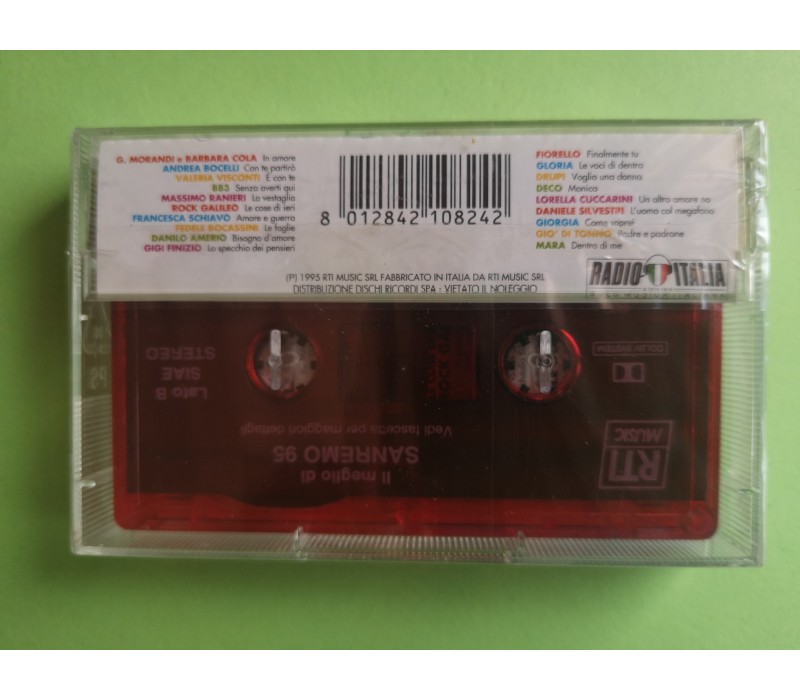 G. MORANDI e BARBARA COLA In amore
ANDREA BOCELLI Con te partirò
VALERIA VISCONTI È con te
BB3 Senza averti qui
MASSIMO RANIERI La vestaglia
ROCK GALILEO Le cose di ieri
FRANCESCA SCHIAVO Amore e guerra
FEDELE BOCASSINI Le foglie
DANILO AMERIO Bisogno d'amore
GIGI FINIZIO Lo specchio dei pensieri
8 012842 108242
FIORELLO Finalmente tu
GLORIA Le voci di dentro
DRUPI Voglio una donna
DECO Monica
LORELLA CUCCARINI Un altro amore no
DANIELE SILVESTRI L'uomo col megafono
GIORGIA Come saprei
GIO' DI TONNO Padre e padrone
MARA Dentro di me
(P) 1995 RTI MUSIC SRL FABBRICATO IN ITALIA DA RTI MUSIC SRL
DISTRIBUZIONE DISCHI RICORDI SPA - VIETATO IL NOLEGGIO
RADIO ITALIA
RTI
MUSIC
Il meglio di
SANREMO 95
Vedi fascetta per maggiori dettagli
Lato B
SIAE
STEREO
DOLBY SYSTEM